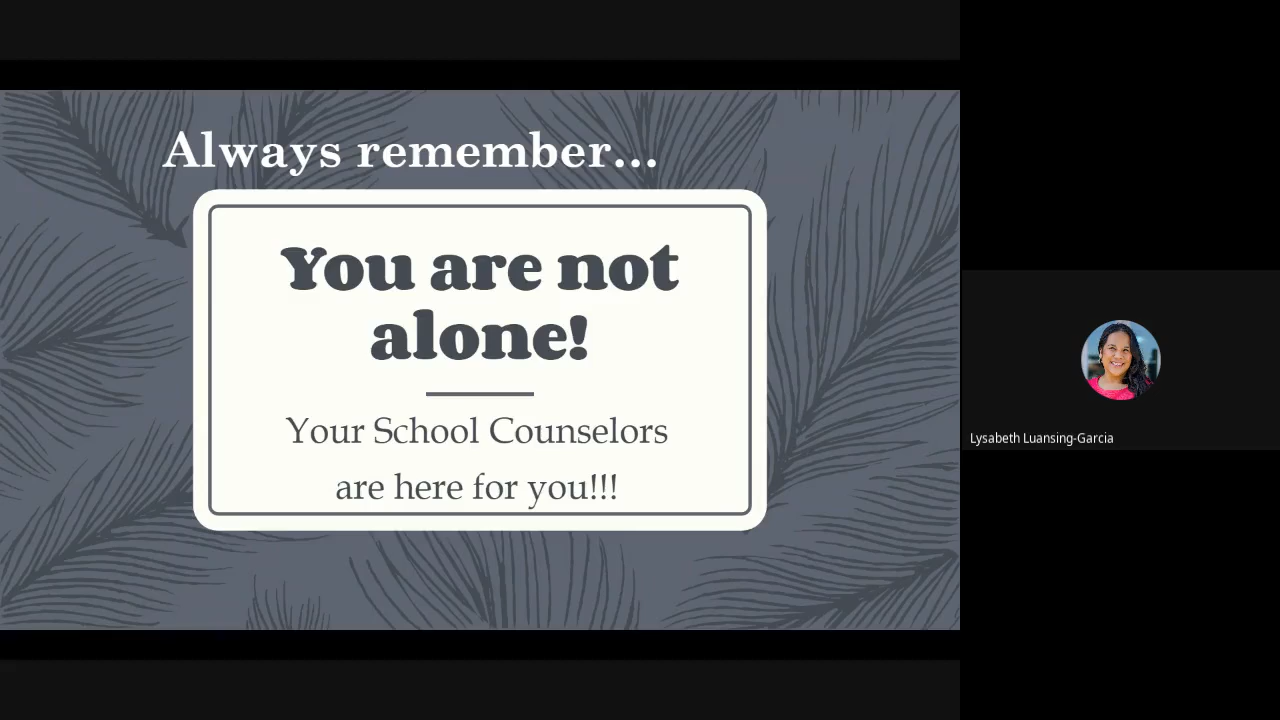 Always remember...
You are not
alone!
Your School Counselors
are here for you!!!
Lysabeth Luansing-Garcia